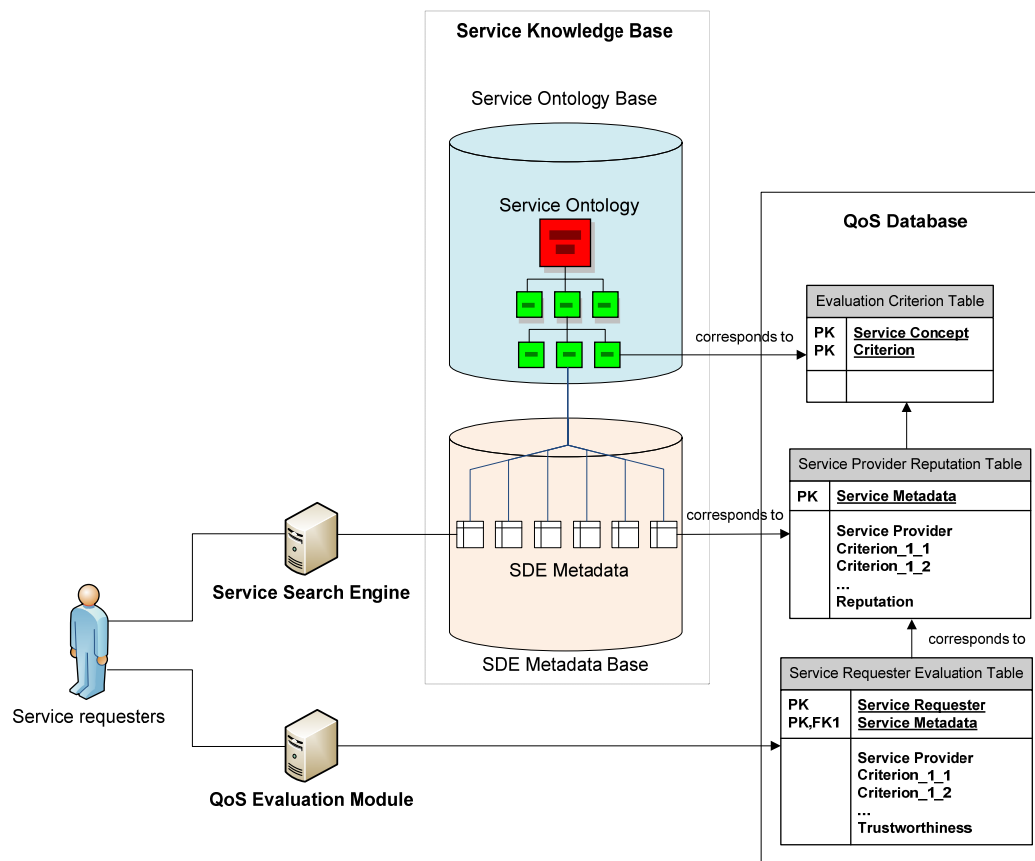 Service Knowledge Base
Service Ontology Base
Service Ontology
corresponds to
SDE Metadata
SDE Metadata Base
corresponds to
Service Search Engine
Service requesters
QoS Evaluation Module
QoS Database
Evaluation Criterion Table
PK Service Concept
PK Criterion
Service Provider Reputation Table
PK Service Metadata
Service Provider
Criterion_1_1
Criterion_1_2
...
Reputation
corresponds to
Service Requester Evaluation Table
PK Service Requester
PK,FK1 Service Metadata
Service Provider
Criterion_1_1
Criterion_1_2
...
Trustworthiness